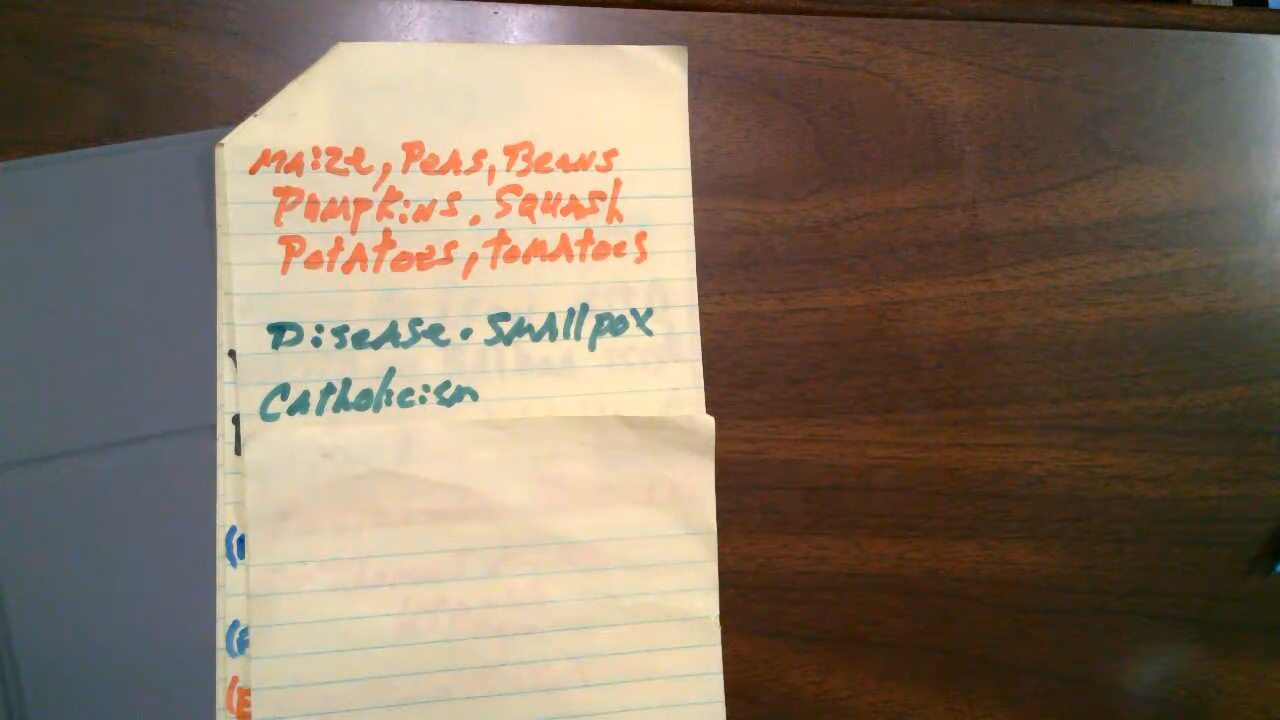 Maize, Peas, Beans
Pumpkins, Squash
Potatoes, tomatoes
Disease. Smallpox
Catholicism
(
(
(E